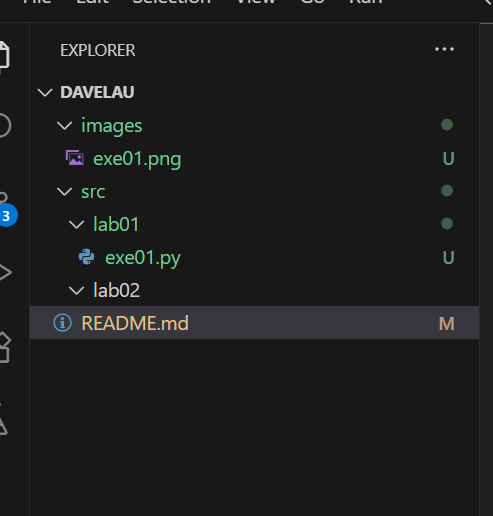 File Edit Selection View Go Run
EXPLORER
DAVELAU
images
exe01.png U
src
lab01
exe01.py U
lab02
3
README.md M